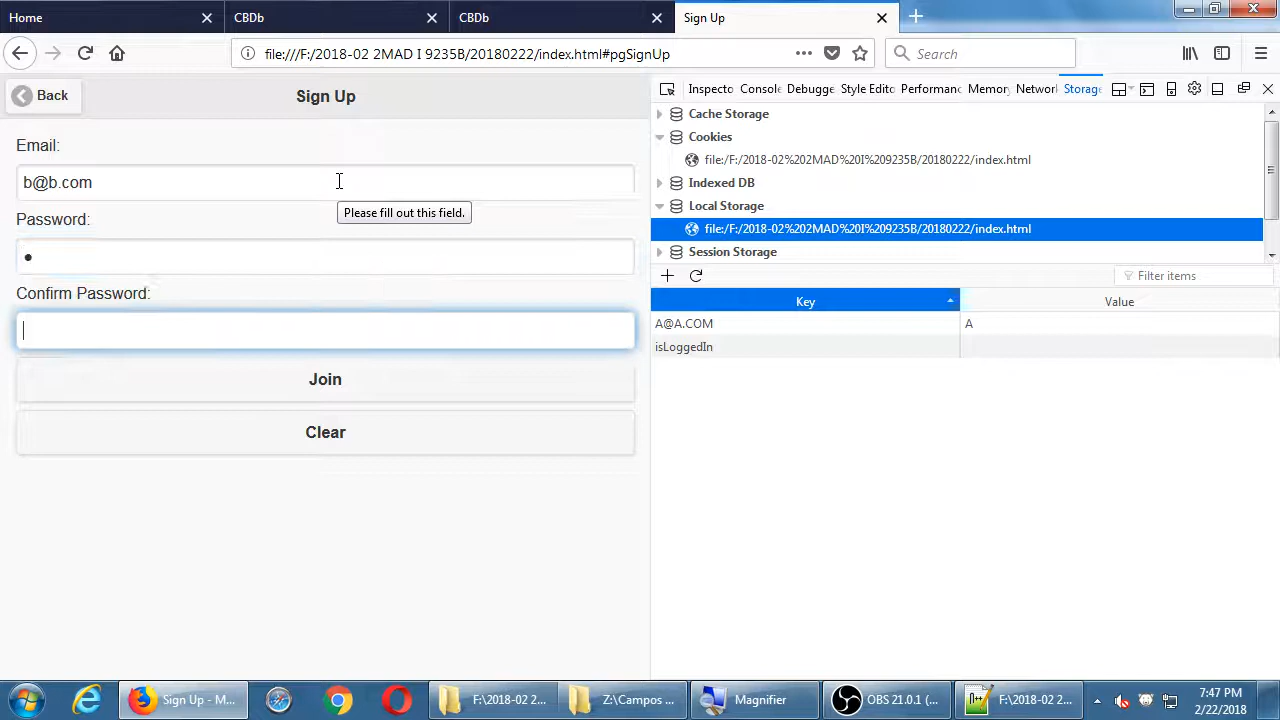 Home
CBDb
CBDb
Sign Up
file:///F:/2018-02 2MAD I 9235B/20180222/index.html#pgSignUp
Search
Back
Sign Up
Email:
b@b.com
Please fill out this field.
Password:
Confirm Password:
Join
Clear
Inspecto
Console
Debugge
Style Edito
Performanc
Memory
Network
Storage
Cache Storage
Cookies
file:/F:/2018-02%202MAD%20I%209235B/20180222/index.html
Indexed DB
Local Storage
file:/F:/2018-02%202MAD%20I%209235B/20180222/index.html
Session Storage
Filter items
Key Value
A@A.COM A
isLoggedIn
Sign Up - M...
F:\2018-02 2...
Z:\Campos ...
Magnifier
OBS 21.0.1 (...
F:\2018-02 2...
7:47 PM
2/22/2018